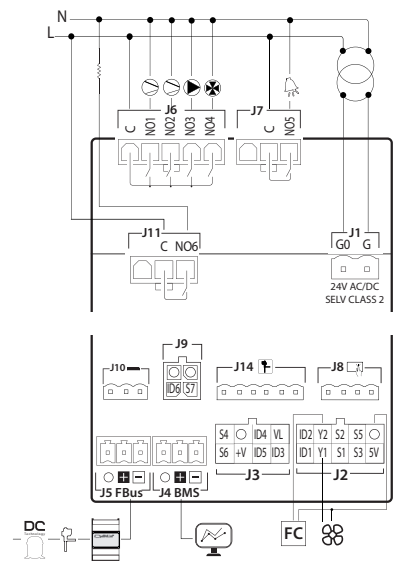 N
L
J6
J7
C NO1 NO2 NO3 NO4
C NO5
J11
C NO6
J1
G0 G
24V AC/DC
SELV CLASS 2
J9
J10
ID6 S7
J14
J8
S4 ID4 VL
S6 +V ID5 ID3
J3
ID2 Y2 S2 S5
ID1 Y1 S1 S3 5V
J2
J5 FBus
J4 BMS
DC
Technology
FC